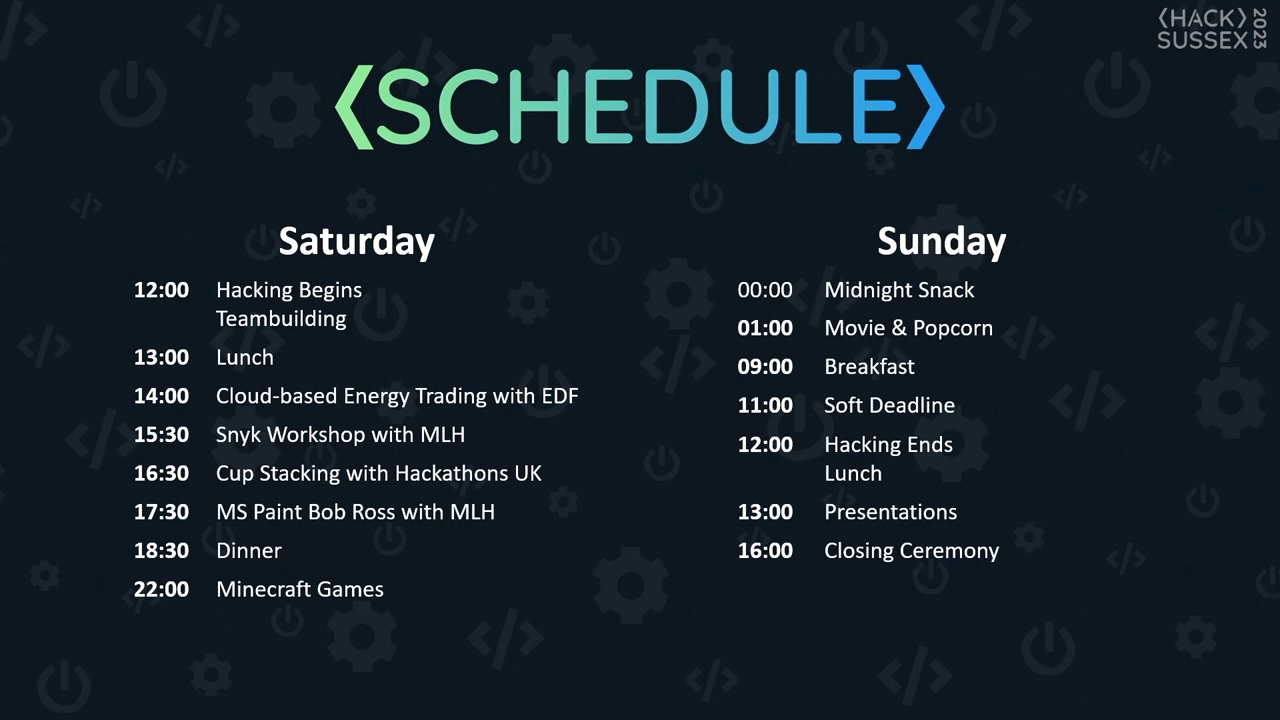 ⟨HACK⟩
SUSSEX
2023
⟨SCHEDULE⟩
Saturday
12:00 Hacking Begins
Teambuilding
13:00 Lunch
14:00 Cloud-based Energy Trading with EDF
15:30 Snyk Workshop with MLH
16:30 Cup Stacking with Hackathons UK
17:30 MS Paint Bob Ross with MLH
18:30 Dinner
22:00 Minecraft Games
Sunday
00:00 Midnight Snack
01:00 Movie & Popcorn
09:00 Breakfast
11:00 Soft Deadline
12:00 Hacking Ends
Lunch
13:00 Presentations
16:00 Closing Ceremony